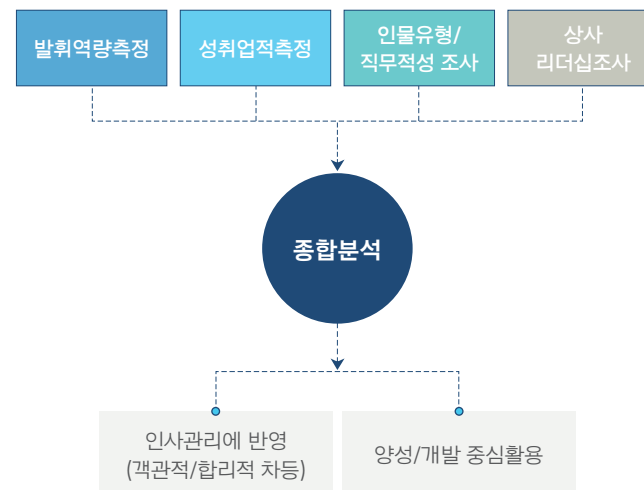 발휘역량측정
성취업적측정
인물유형/
직무적성 조사
상사
리더십조사
종합분석
인사관리에 반영
(객관적/합리적 차등)
양성/개발 중심활용